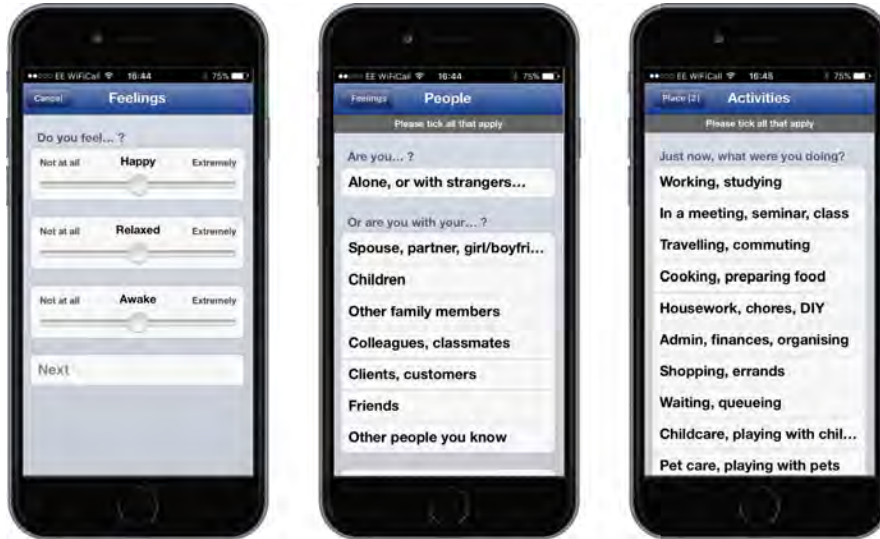 EE WiFiCall 16:44 75%
Cancel Feelings
Do you feel... ?
Not at all Happy Extremely
Not at all Relaxed Extremely
Not at all Awake Extremely
Next
EE WiFiCall 16:44 75%
Feelings People
Please tick all that apply
Are you... ?
Alone, or with strangers...
Or are you with your... ?
Spouse, partner, girl/boyfri...
Children
Other family members
Colleagues, classmates
Clients, customers
Friends
Other people you know
EE WiFiCall 16:45 75%
Place (2) Activities
Please tick all that apply
Just now, what were you doing?
Working, studying
In a meeting, seminar, class
Travelling, commuting
Cooking, preparing food
Housework, chores, DIY
Admin, finances, organising
Shopping, errands
Waiting, queueing
Childcare, playing with chil...
Pet care, playing with pets